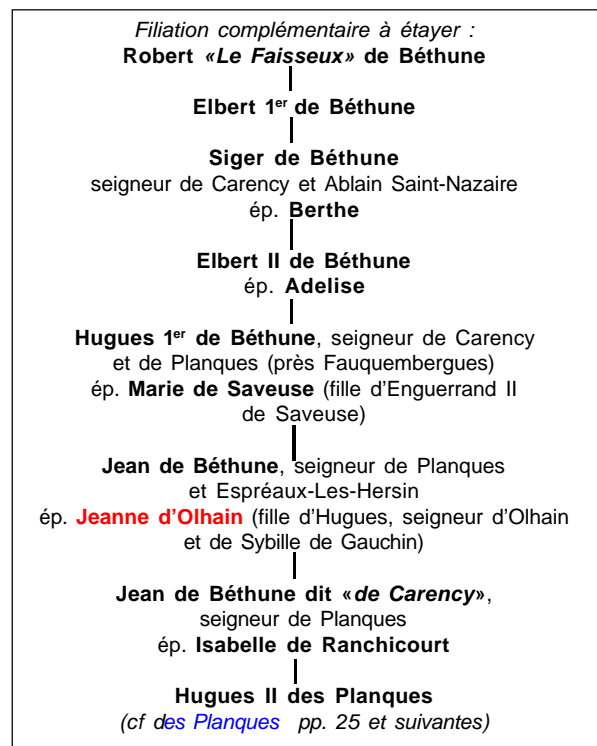 Filiation complémentaire à étayer :
Robert «Le Faisseux» de Béthune
Elbert 1er de Béthune
Siger de Béthune
seigneur de Carency et Ablain Saint-Nazaire
ép. Berthe
Elbert II de Béthune
ép. Adelise
Hugues 1er de Béthune, seigneur de Carency
et de Planques (près Fauquembergues)
ép. Marie de Saveuse (fille d'Enguerrand II
de Saveuse)
Jean de Béthune, seigneur de Planques
et Espréaux-Les-Hersin
ép. Jeanne d'Olhain (fille d'Hugues, seigneur d'Olhain
et de Sybille de Gauchin)
Jean de Béthune dit «de Carency»,
seigneur de Planques
ép. Isabelle de Ranchicourt
Hugues II des Planques
(cf des Planques pp. 25 et suivantes)